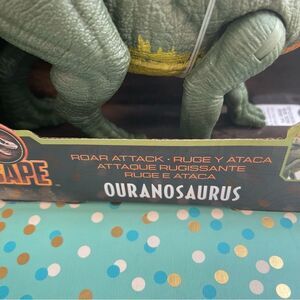 ROAR ATTACK • RUGE Y ATACA
ATTAQUE RUGISSANTE
RUGE E ATACA
OURANOSAURUS